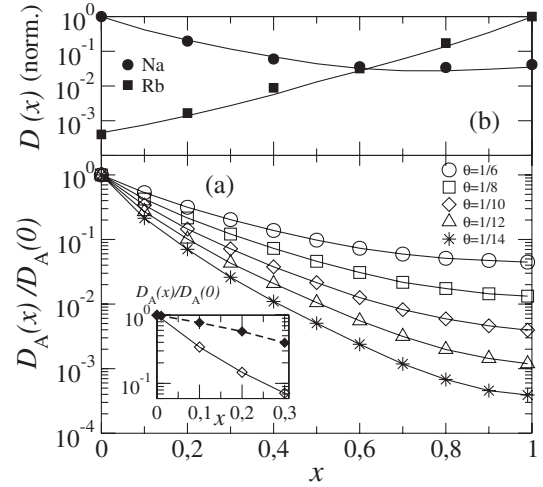 D(x) (norm.)
10^0
10^-1
10^-2
10^-3
Na
Rb
(b)
D_A(x)/D_A(0)
10^0
10^-1
10^-2
10^-3
10^-4
(a)
θ=1/6
θ=1/8
θ=1/10
θ=1/12
θ=1/14
D_A(x)/D_A(0)
10^0
10^-1
0 0,1 0,2 0,3
x
0 0,2 0,4 0,6 0,8 1
x